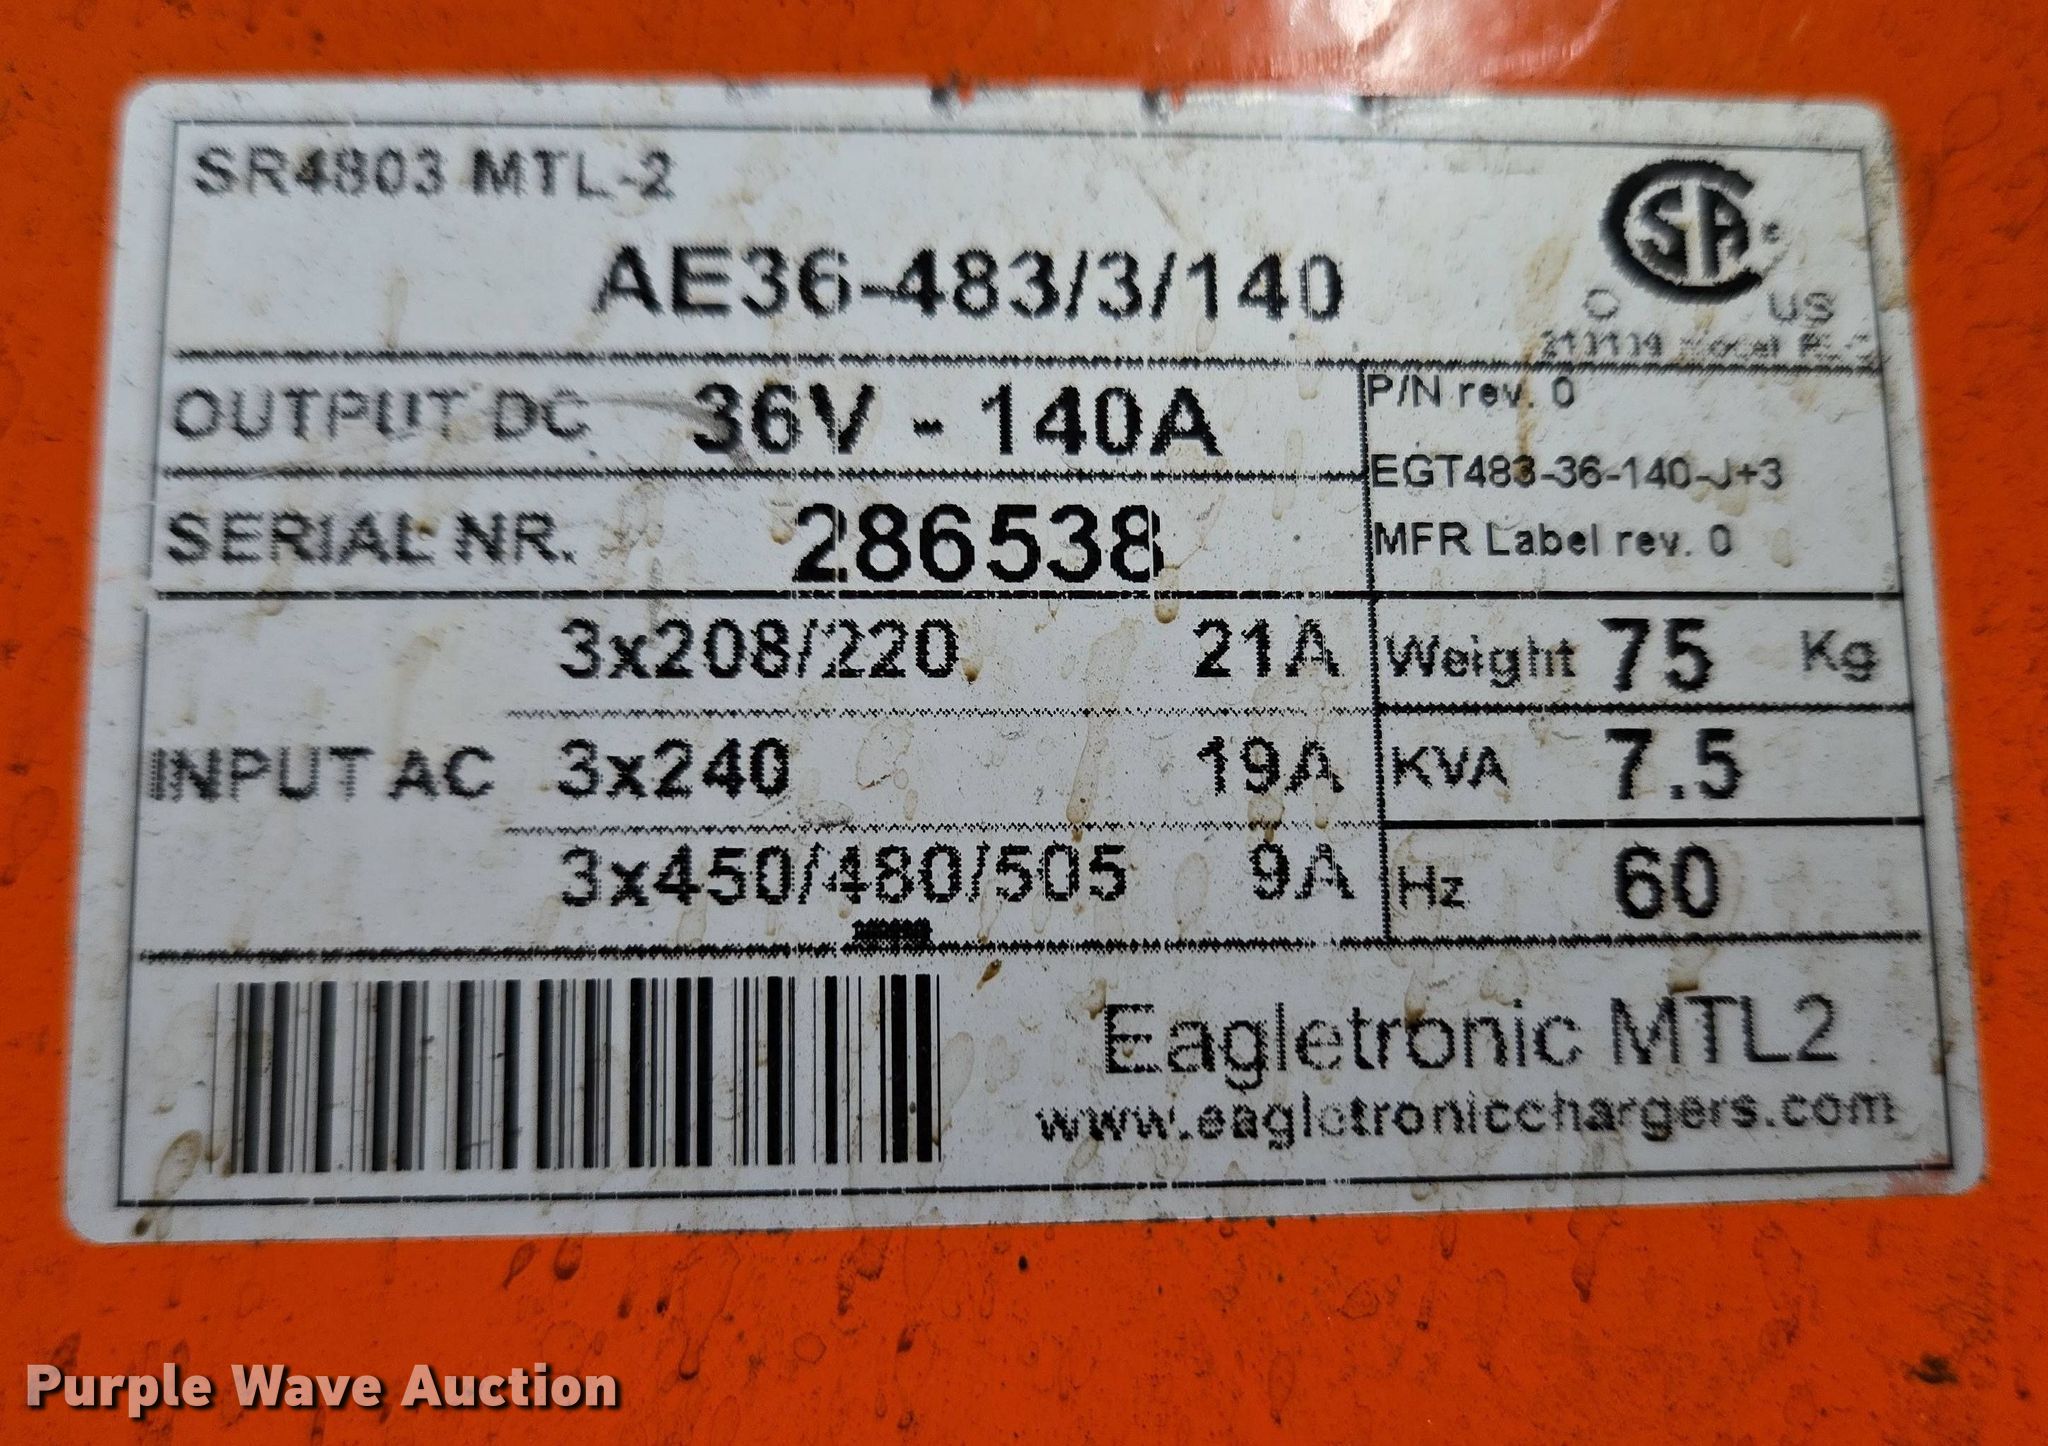 SR4803 MTL-2
AE36-483/3/140
CSA®
C US
OUTPUT DC 36V - 140A
P/N rev. 0
EGT483-36-140-J+3
SERIAL NR. 286538
MFR Label rev. 0
INPUT AC
3x208/220 21A
3x240 19A
3x450/480/505 9A
Weight 75 Kg
KVA 7.5
Hz 60
Eagletronic MTL2
www.eagletronicchargers.com
Purple Wave Auction